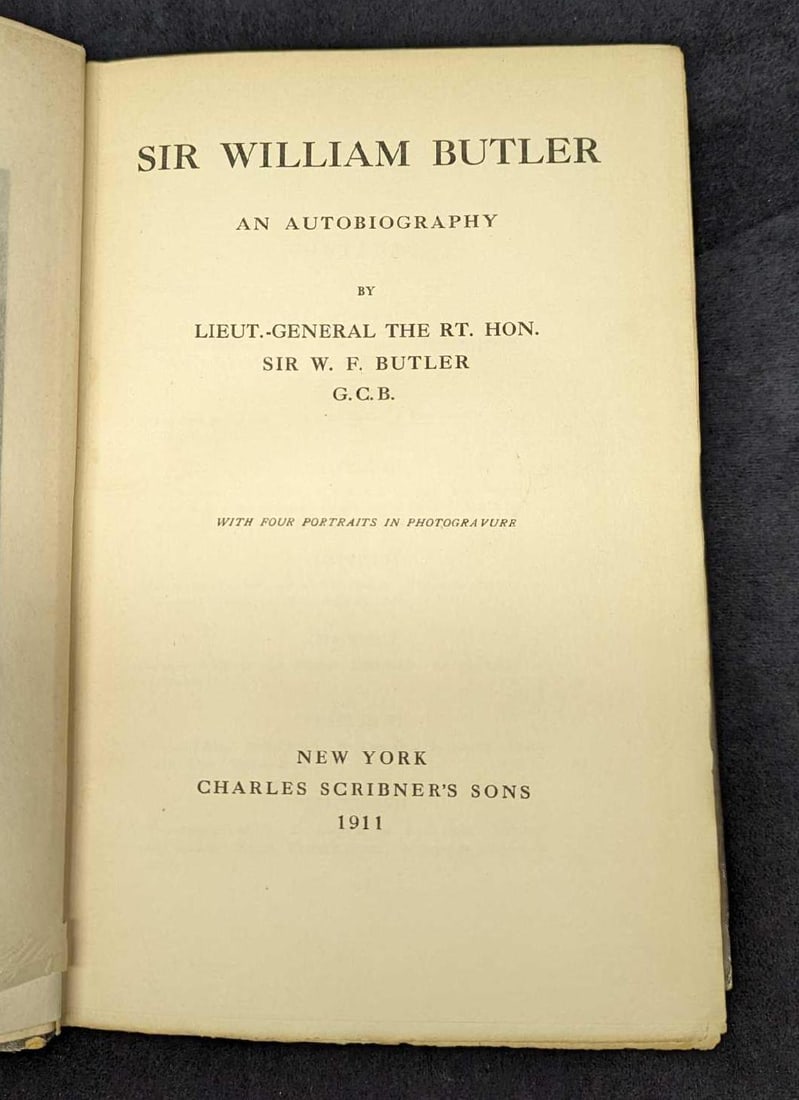 SIR WILLIAM BUTLER
AN AUTOBIOGRAPHY
BY
LIEUT.-GENERAL THE RT. HON.
SIR W. F. BUTLER
G.C.B.
WITH FOUR PORTRAITS IN PHOTOGRAVURE
NEW YORK
CHARLES SCRIBNER'S SONS
1911